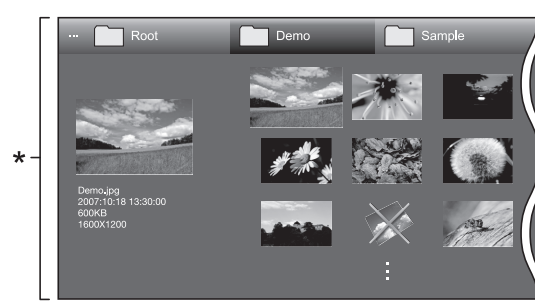 *
... Root Demo Sample
Demo.jpg
2007:10:18 13:30:00
600KB
1600X1200